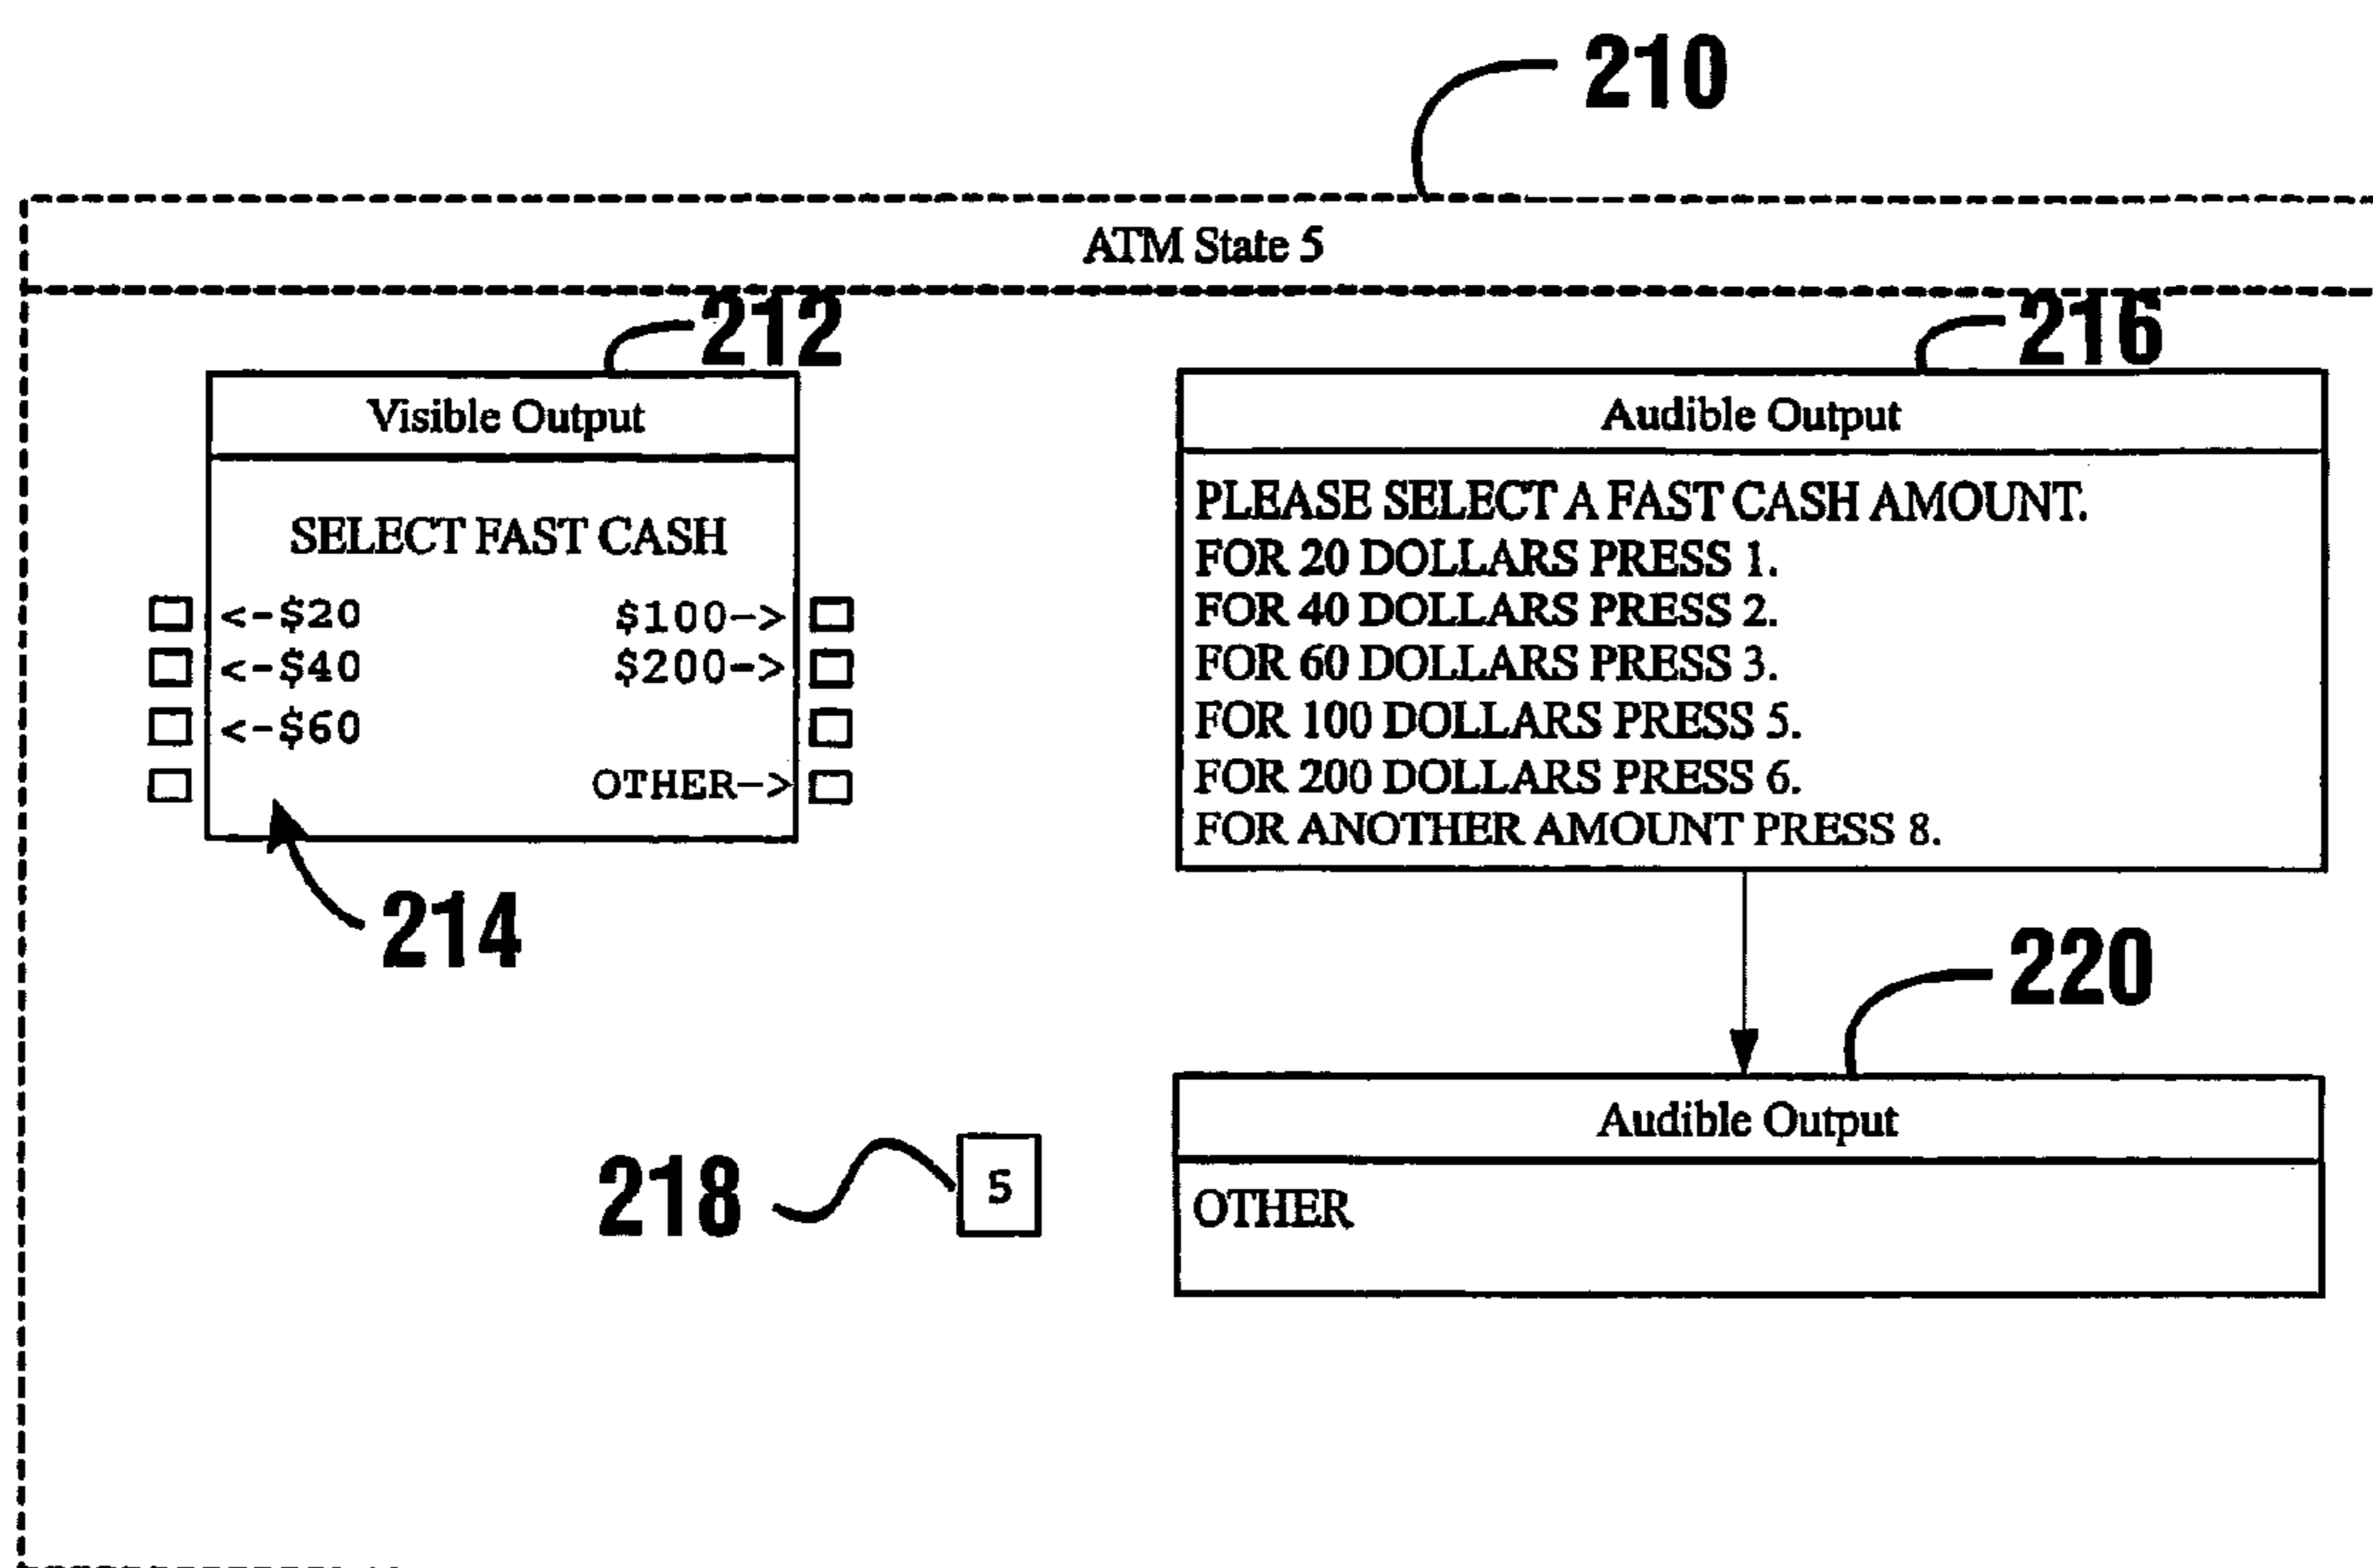 210
ATM State 5
212
216
Visible Output
SELECT FAST CASH
<-$20 $100->
<-$40 $200->
<-$60
OTHER->
214
Audible Output
PLEASE SELECT A FAST CASH AMOUNT.
FOR 20 DOLLARS PRESS 1.
FOR 40 DOLLARS PRESS 2.
FOR 60 DOLLARS PRESS 3.
FOR 100 DOLLARS PRESS 5.
FOR 200 DOLLARS PRESS 6.
FOR ANOTHER AMOUNT PRESS 8.
220
218
5
Audible Output
OTHER